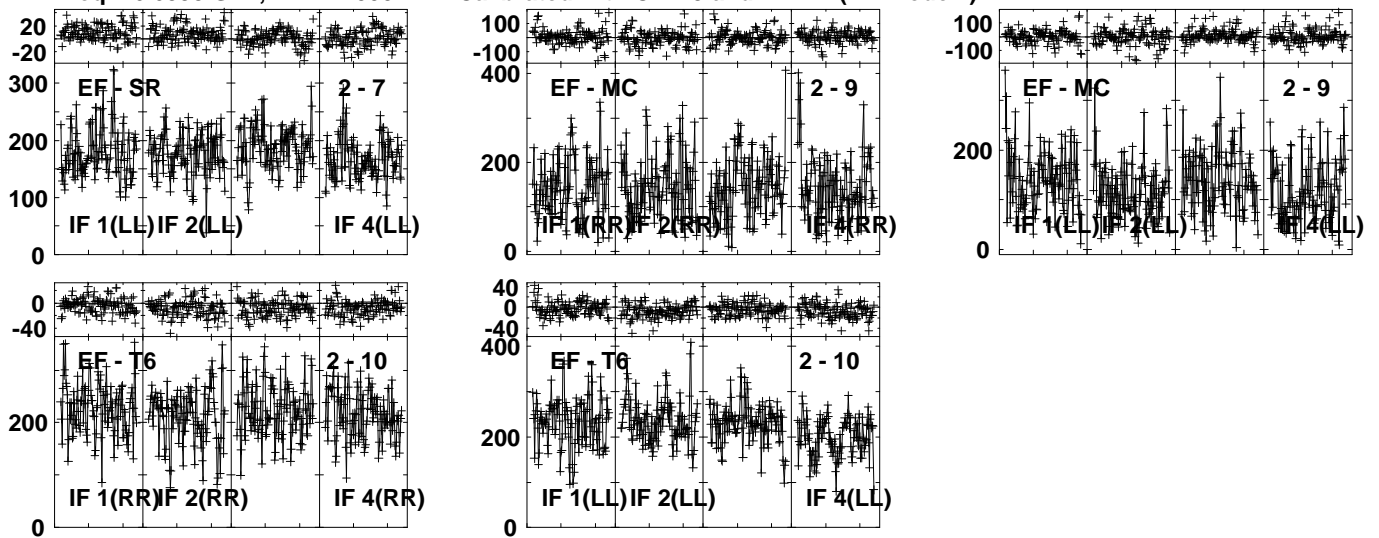 20
-20
300
200
100
0
EF - SR 2 - 7
IF 1(LL) IF 2(LL) IF 4(LL)
100
-100
400
200
0
EF - MC 2 - 9
IF 1(RR) IF 2(RR) IF 4(RR)
100
-100
200
0
EF - MC 2 - 9
IF 1(LL) IF 2(LL) IF 4(LL)
0
-40
200
0
EF - T6 2 - 10
IF 1(RR) IF 2(RR) IF 4(RR)
40
0
-40
400
200
0
EF - T6 2 - 10
IF 1(LL) IF 2(LL) IF 4(LL)